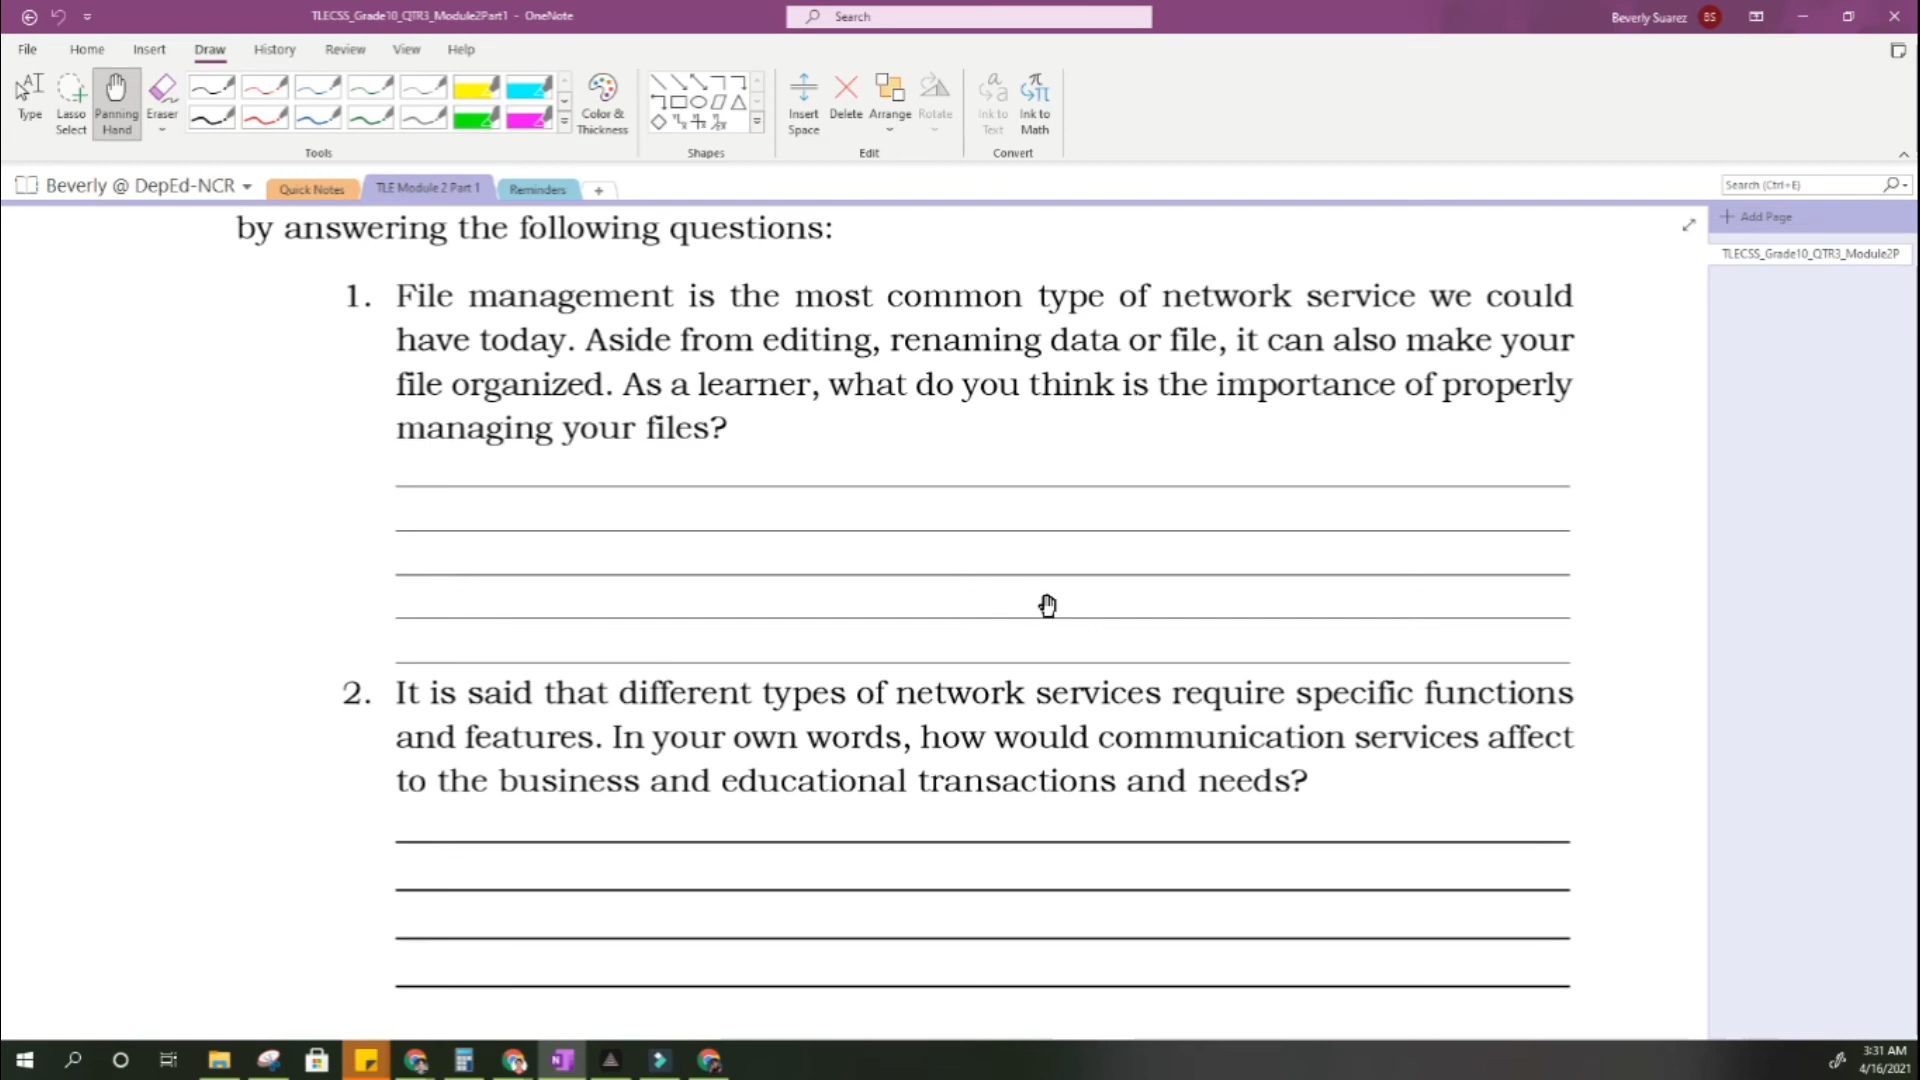 TLECSS_Grade10_QTR3_Module2Part1 - OneNote
Search
Beverly Suarez
BS
File Home Insert Draw History Review View Help
Type
Lasso Select
Panning Hand
Eraser
Color & Thickness
Insert Space
Delete
Arrange
Rotate
Ink to Text
Ink to Math
Tools
Shapes
Edit
Convert
Beverly @ DepEd-NCR
Quick Notes
TLE Module 2 Part 1
Reminders
Search (Ctrl+E)
Add Page
TLECSS_Grade10_QTR3_Module2P
by answering the following questions:
1. File management is the most common type of network service we could
have today. Aside from editing, renaming data or file, it can also make your
file organized. As a learner, what do you think is the importance of properly
managing your files?
2. It is said that different types of network services require specific functions
and features. In your own words, how would communication services affect
to the business and educational transactions and needs?
3:31 AM
4/16/2021